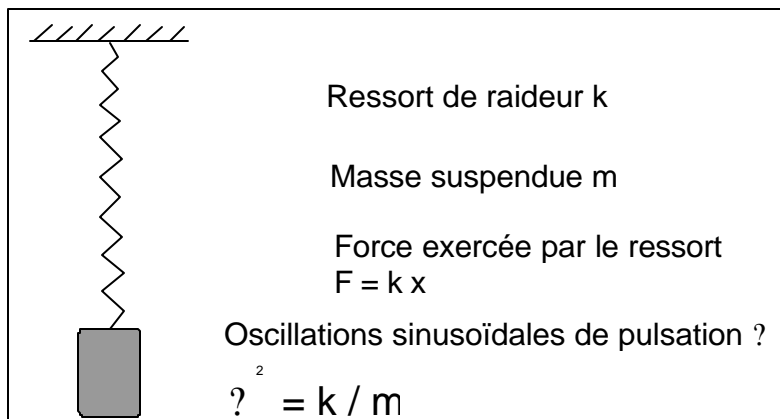 Ressort de raideur k
Masse suspendue m
Force exercée par le ressort
F = k x
Oscillations sinusoïdales de pulsation ?
?² = k / m